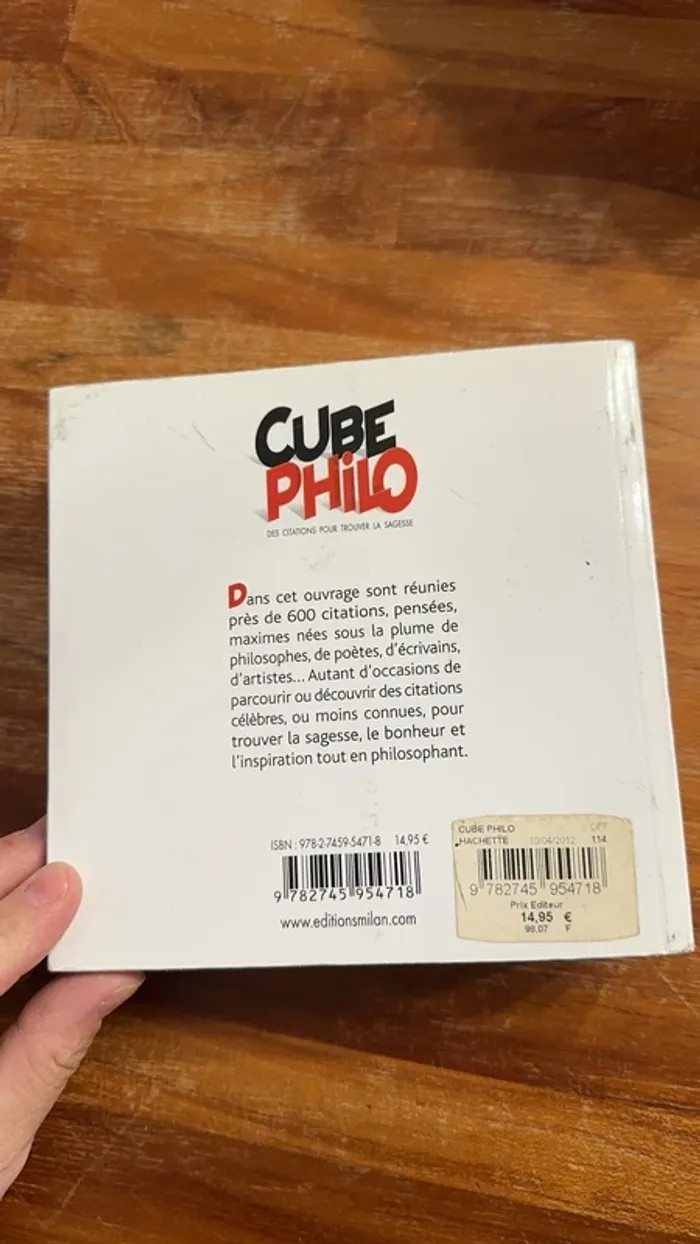 CUBE
PHiLO
DES CITATIONS POUR TROUVER LA SAGESSE
Dans cet ouvrage sont réunies
près de 600 citations, pensées,
maximes nées sous la plume de
philosophes, de poètes, d'écrivains,
d'artistes... Autant d'occasions de
parcourir ou découvrir des citations
célèbres, ou moins connues, pour
trouver la sagesse, le bonheur et
l'inspiration tout en philosophant.
ISBN : 978-2-7459-5471-8 14,95 €
9 782745 954718
www.editionsmilan.com
CUBE PHILO OFF
HACHETTE 10/04/2012 114
9 782745 954718
Prix Editeur
14,95 €
98,07 F